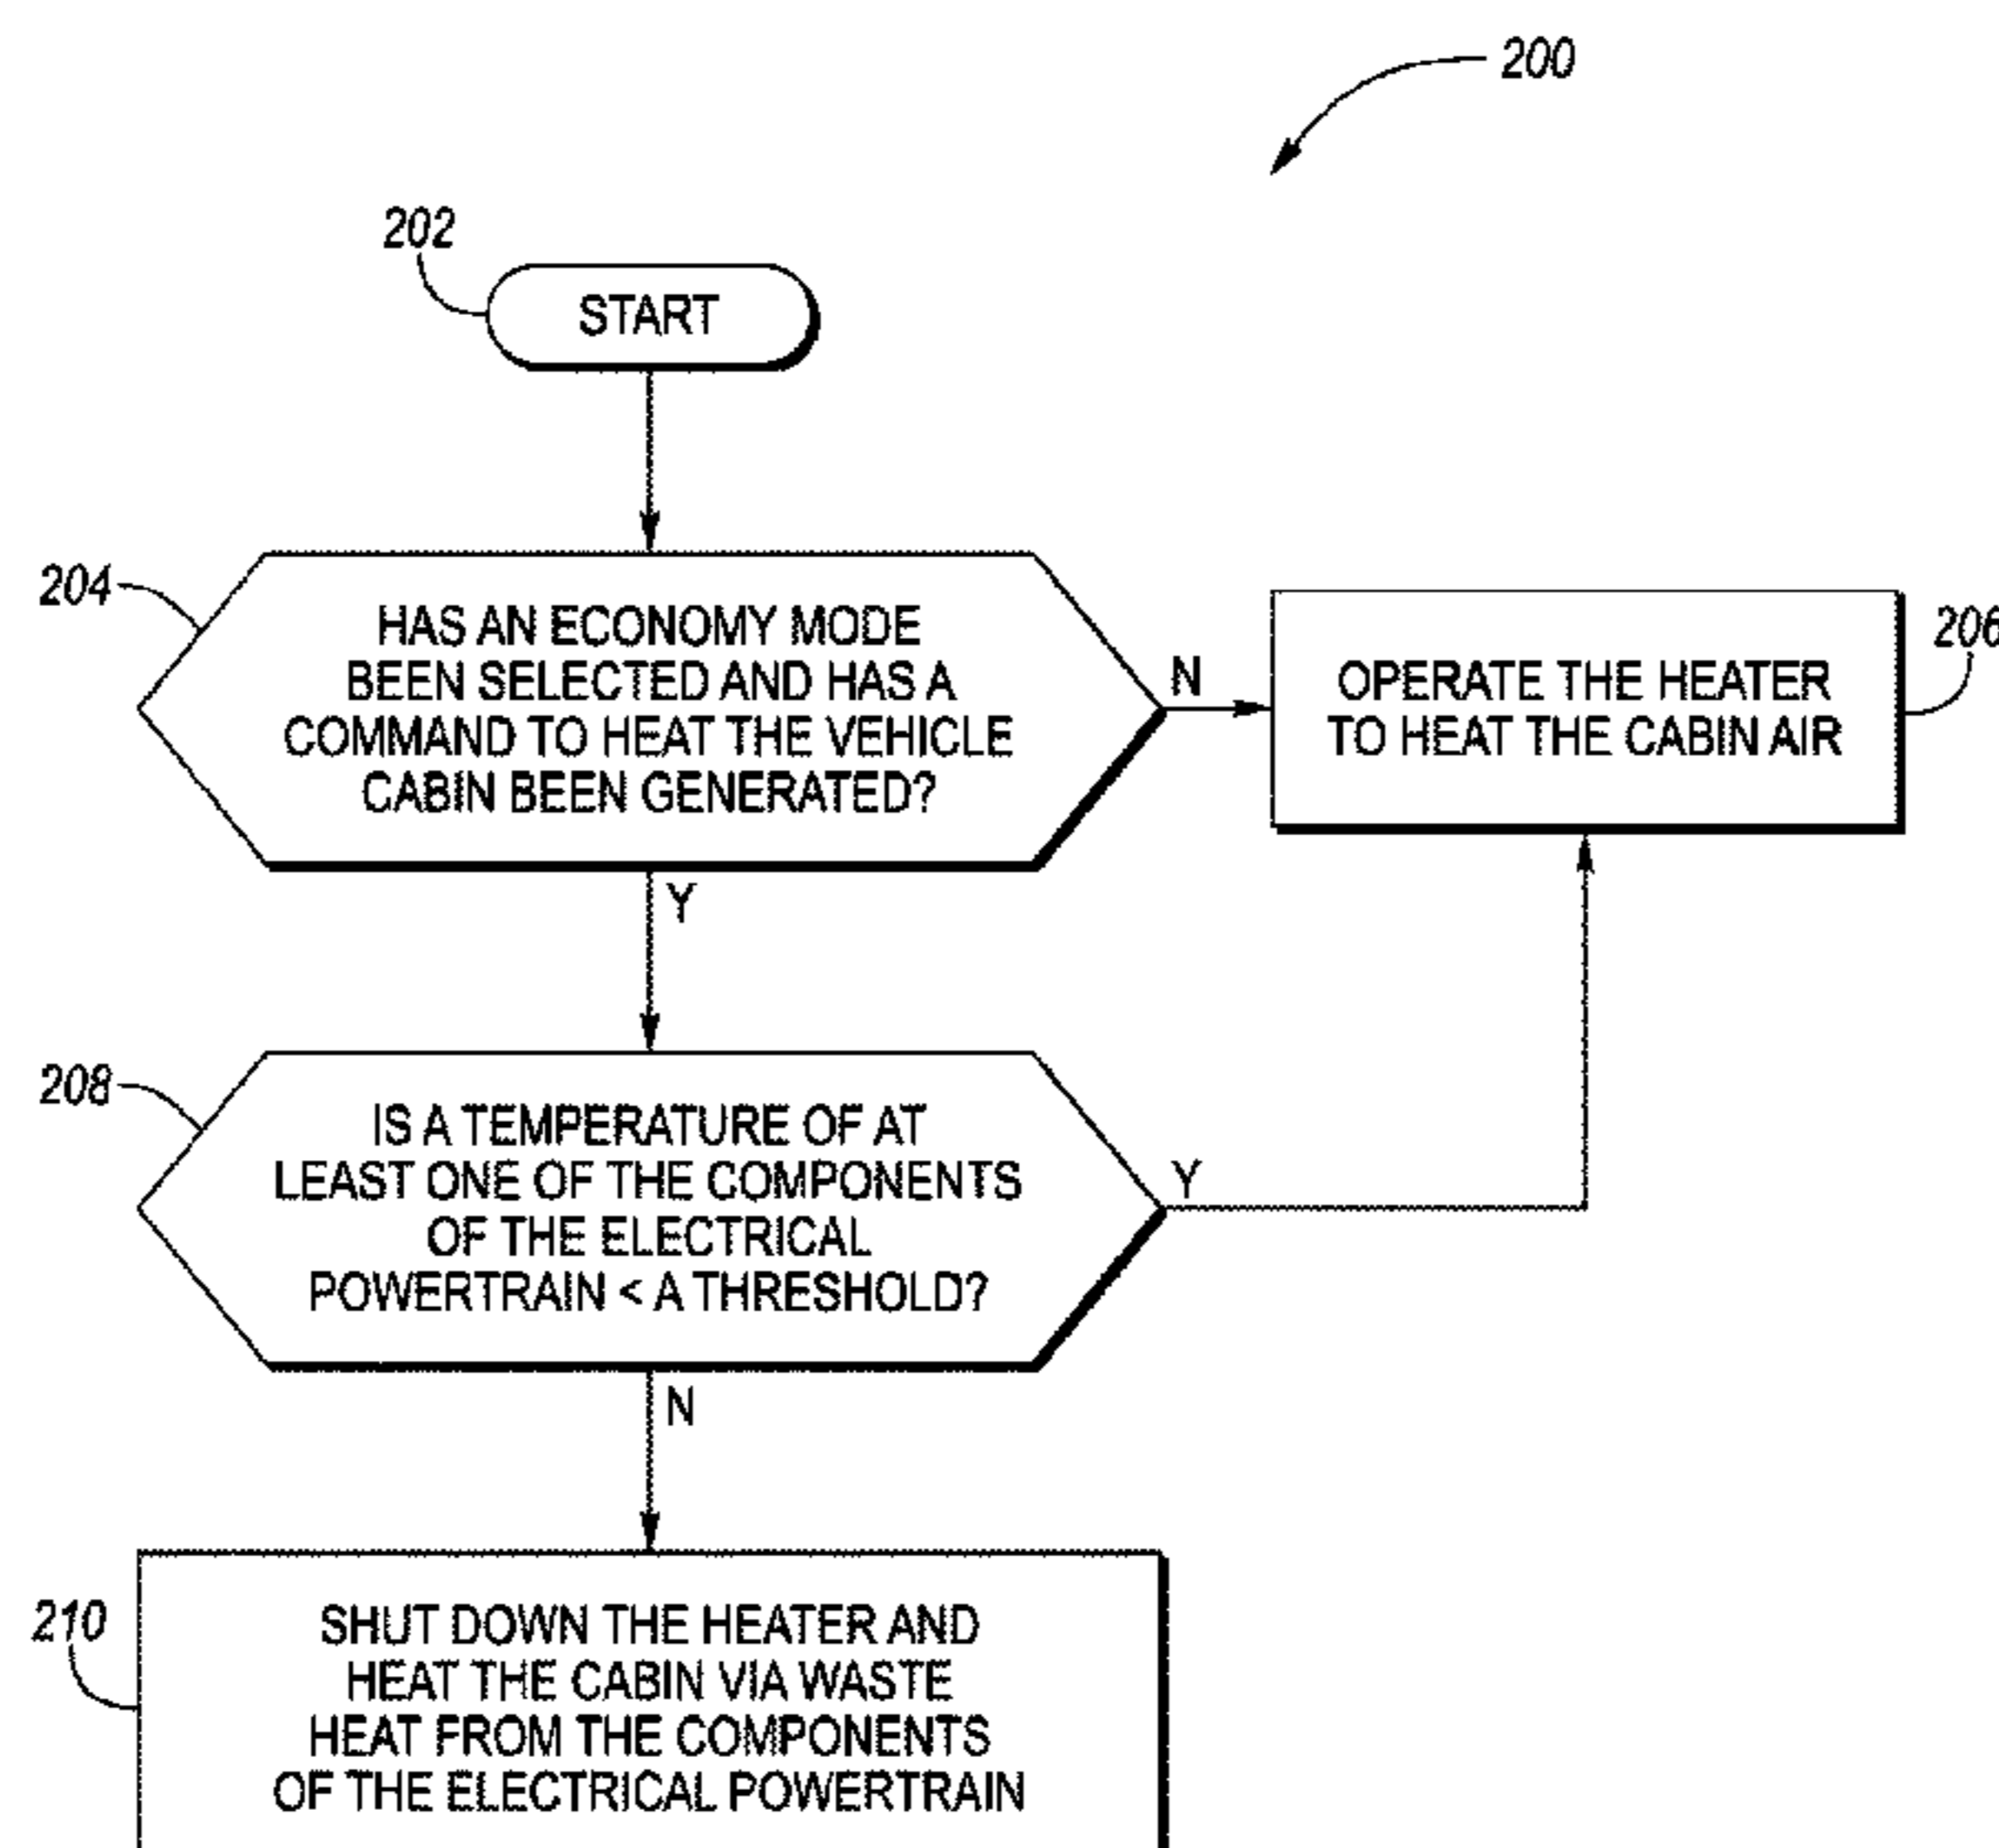 200
202
START
204
HAS AN ECONOMY MODE
BEEN SELECTED AND HAS A
COMMAND TO HEAT THE VEHICLE
CABIN BEEN GENERATED?
N
OPERATE THE HEATER
TO HEAT THE CABIN AIR
206
Y
208
IS A TEMPERATURE OF AT
LEAST ONE OF THE COMPONENTS
OF THE ELECTRICAL
POWERTRAIN < A THRESHOLD?
Y
N
210
SHUT DOWN THE HEATER AND
HEAT THE CABIN VIA WASTE
HEAT FROM THE COMPONENTS
OF THE ELECTRICAL POWERTRAIN